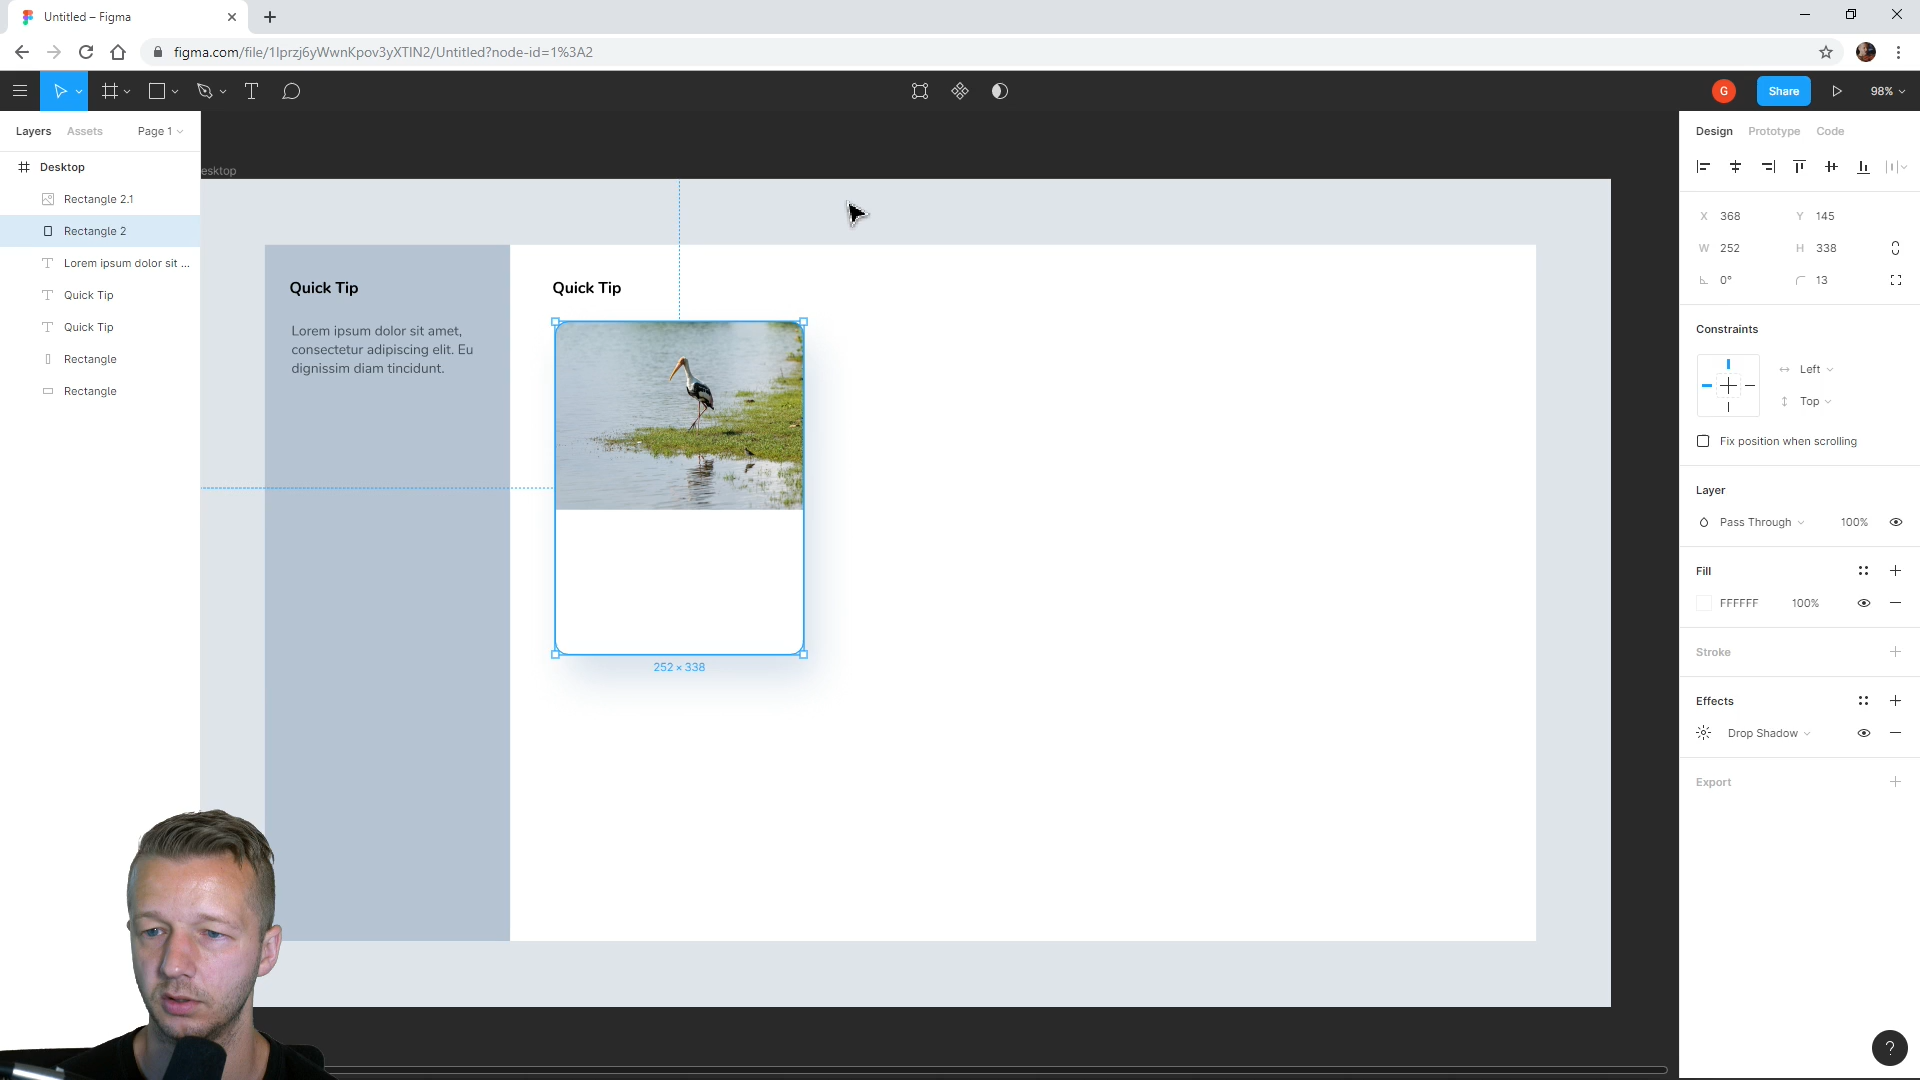 Untitled – Figma
figma.com/file/1lprzj6yWwnKpov3yXTIN2/Untitled?node-id=1%3A2
G
Share
98%
Layers
Assets
Page 1
Desktop
Rectangle 2.1
Rectangle 2
Lorem ipsum dolor sit ...
Quick Tip
Quick Tip
Rectangle
Rectangle
esktop
Quick Tip
Lorem ipsum dolor sit amet,
consectetur adipiscing elit. Eu
dignissim diam tincidunt.
Quick Tip
252 × 338
Design
Prototype
Code
X 368
Y 145
W 252
H 338
0°
13
Constraints
Left
Top
Fix position when scrolling
Layer
Pass Through
100%
Fill
FFFFFF
100%
Stroke
Effects
Drop Shadow
Export
?